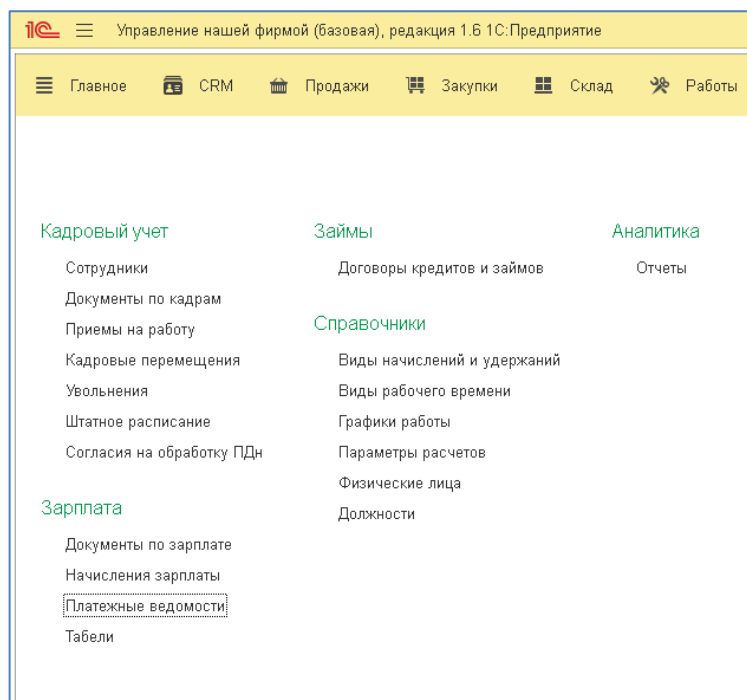 1С Управление нашей фирмой (базовая), редакция 1.6 1С:Предприятие
Главное CRM Продажи Закупки Склад Работы
Кадровый учет
Сотрудники
Документы по кадрам
Приемы на работу
Кадровые перемещения
Увольнения
Штатное расписание
Согласия на обработку ПДн
Зарплата
Документы по зарплате
Начисления зарплаты
Платежные ведомости
Табели
Займы
Договоры кредитов и займов
Справочники
Виды начислений и удержаний
Виды рабочего времени
Графики работы
Параметры расчетов
Физические лица
Должности
Аналитика
Отчеты